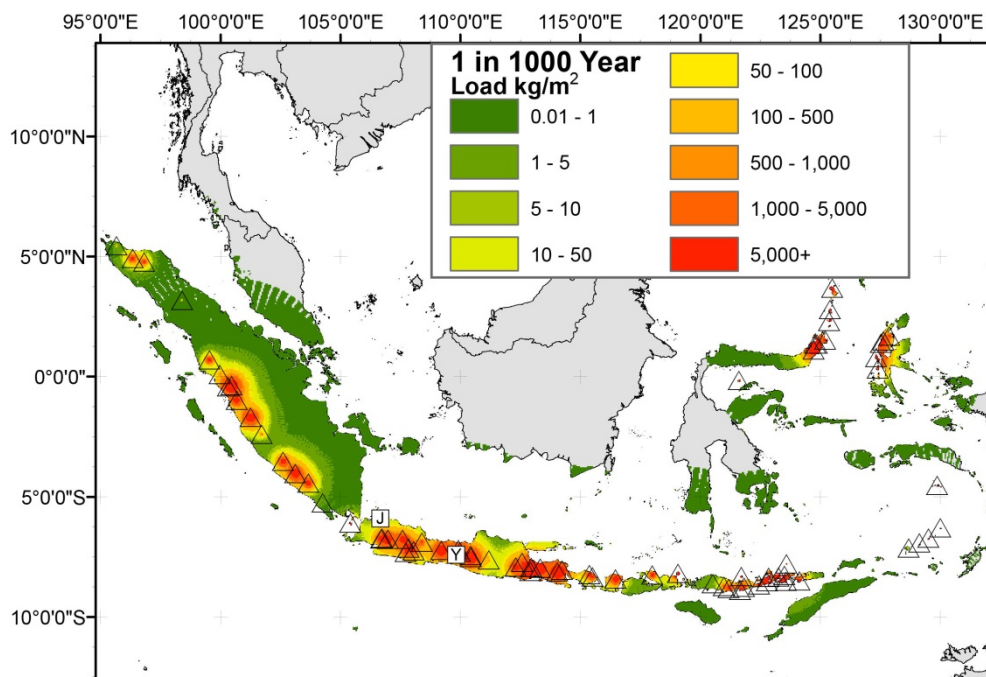 95°0'0"E 100°0'0"E 105°0'0"E 110°0'0"E 115°0'0"E 120°0'0"E 125°0'0"E 130°0'0"E
1 in 1000 Year
Load kg/m²
0.01 - 1
1 - 5
5 - 10
10 - 50
50 - 100
100 - 500
500 - 1,000
1,000 - 5,000
5,000+
10°0'0"N
5°0'0"N
0°0'0"
5°0'0"S
10°0'0"S
J
Y